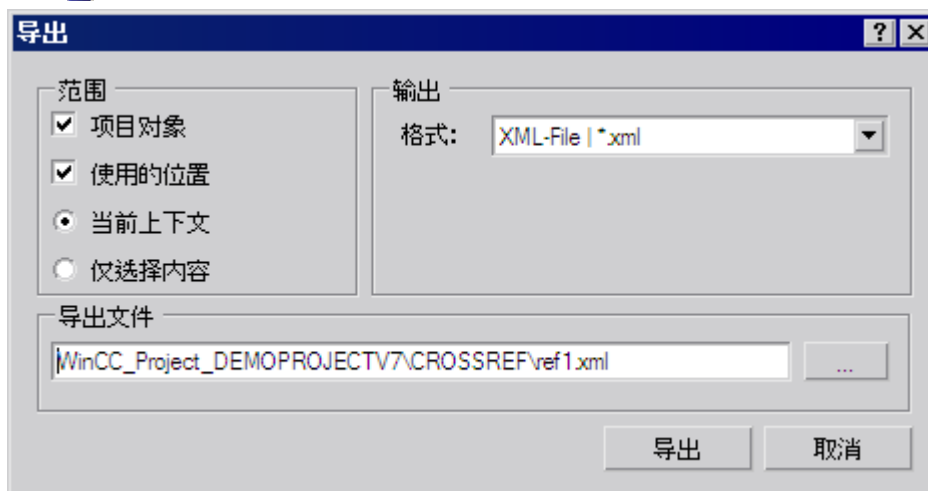 导出
范围
项目对象
使用的位置
当前上下文
仅选择内容
输出
格式: XML-File | *.xml
导出文件
WinCC_Project_DEMOPROJECTV7\CROSSREF\ref1.xml ...
导出 取消